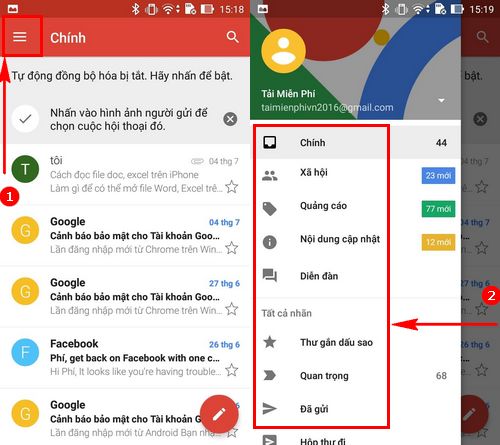 15:18
Chính
Tự động đồng bộ hóa bị tắt. Hãy nhấn để bật.
Nhấn vào hình ảnh người gửi để
chọn cuộc hội thoại đó.
1
T
tôi
04 thg 7
Cách đọc file doc, excel trên iPhone
Làm gì để có thể mở file Word, Excel trê...
G
Google
04 thg 7
Cảnh báo bảo mật cho Tài khoản Goo...
Lần đăng nhập mới từ Chrome trên Win...
G
Google
27 thg 6
Cảnh báo bảo mật cho Tài khoản Goo...
Lần đăng nhập mới từ Chrome trên Win...
F
Facebook
26 thg 6
Phí, get back on Facebook with one c...
Hi Phí, It looks like you're having trouble...
G
Google
26 thg 6
Cảnh báo bảo mật cho Tài khoản Goo...
Lần đăng nhập mới từ Android Bạn nh...
15:19
Tải Miễn Phí
taimienphivn2016@gmail.com
Chính 44
Xã hội 23 mới
Quảng cáo 77 mới
Nội dung cập nhật 12 mới
Diễn đàn
2
Tất cả nhãn
Thư gắn dấu sao
Quan trọng 68
Đã gửi
Hộp thư đi